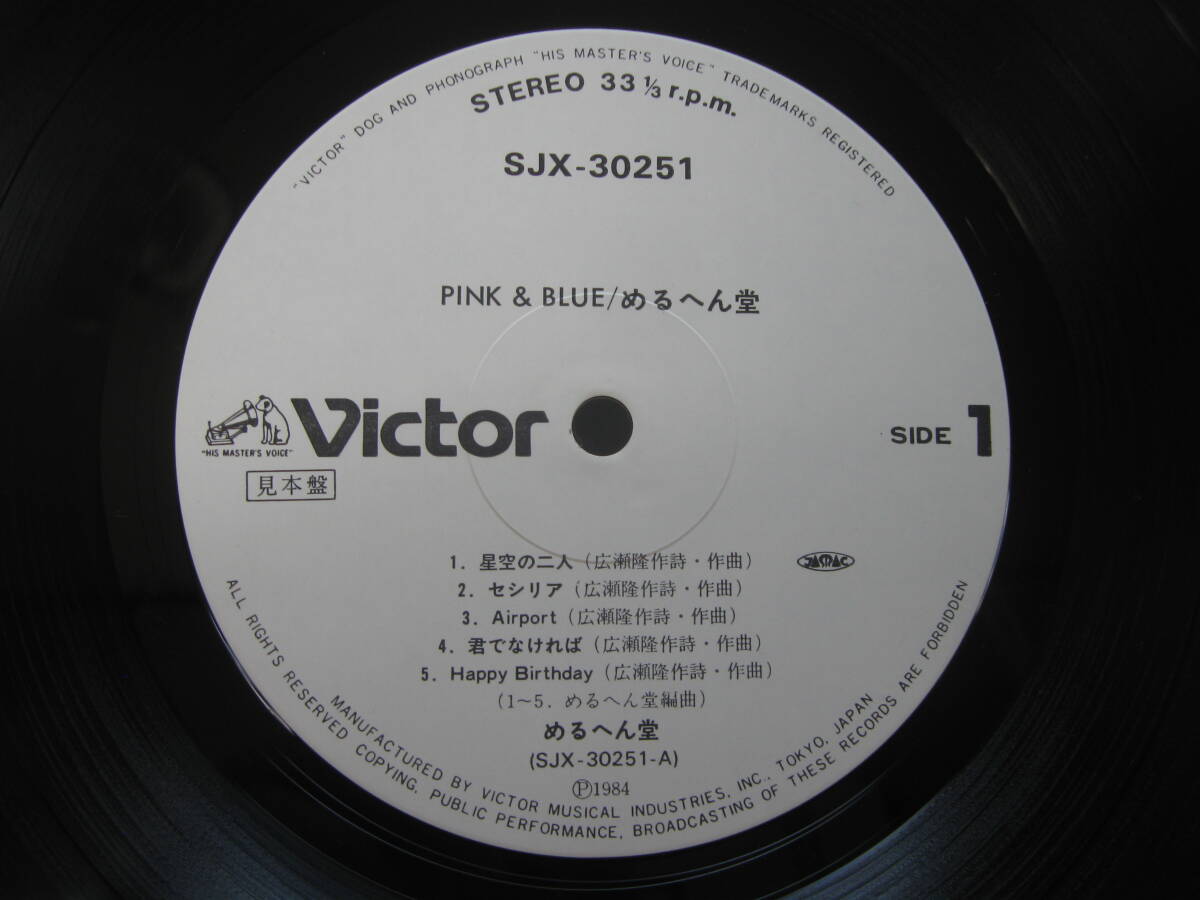 "VICTOR" DOG AND PHONOGRAPH "HIS MASTER'S VOICE" TRADEMARKS REGISTERED
STEREO 33 1/3 r.p.m.
SJX-30251
PINK & BLUE/めるへん堂
"HIS MASTER'S VOICE"
Victor
SIDE 1
見本盤
1. 星空の二人（広瀬隆作詩・作曲）
JASRAC
2. セシリア（広瀬隆作詩・作曲）
3. Airport（広瀬隆作詩・作曲）
4. 君でなければ（広瀬隆作詩・作曲）
5. Happy Birthday（広瀬隆作詩・作曲）
（1～5. めるへん堂編曲）
めるへん堂
(SJX-30251-A)
Ⓟ1984
MANUFACTURED BY VICTOR MUSICAL INDUSTRIES, INC., TOKYO, JAPAN
ALL RIGHTS RESERVED COPYING, PUBLIC PERFORMANCE, BROADCASTING OF THESE RECORDS ARE FORBIDDEN